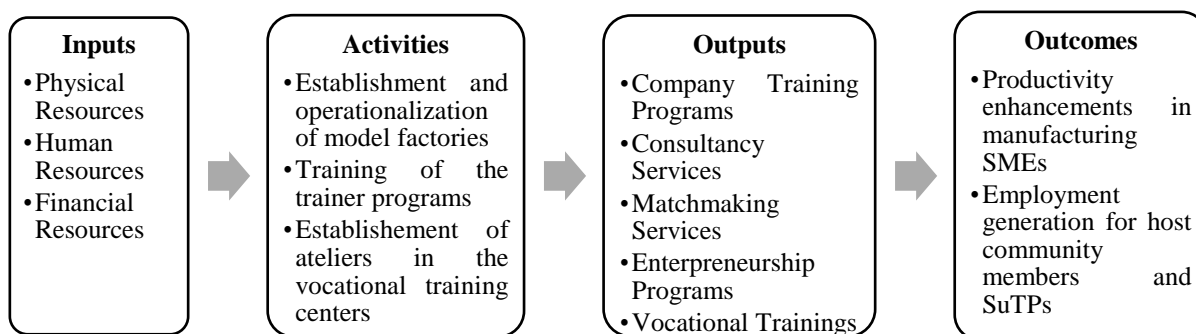 Inputs
•Physical
Resources
•Human
Resources
•Financial
Resources
Activities
•Establishment and
operationalization
of model factories
•Training of the
trainer programs
•Establishement of
ateliers in the
vocational training
centers
Outputs
•Company Training
Programs
•Consultancy
Services
•Matchmaking
Services
•Enterpreneurship
Programs
•Vocational Trainings
Outcomes
•Productivity
enhancements in
manufacturing
SMEs
•Employment
generation for host
community
members and
SuTPs